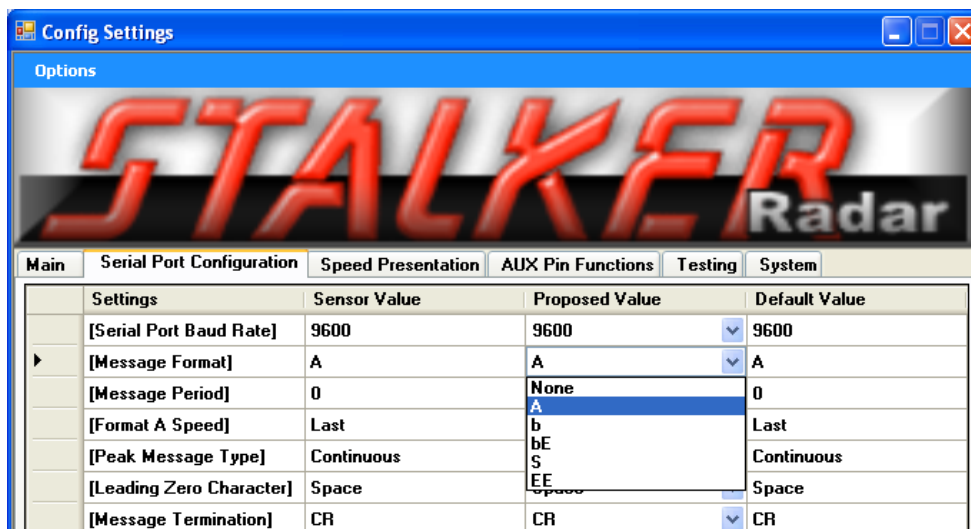 Config Settings
Options
STALKER
Radar
Main Serial Port Configuration Speed Presentation AUX Pin Functions Testing System
Settings Sensor Value Proposed Value Default Value
[Serial Port Baud Rate] 9600 9600 9600
[Message Format] A A A
[Message Period] 0 None 0
A
[Format A Speed] Last b Last
bE
[Peak Message Type] Continuous S Continuous
EE
[Leading Zero Character] Space Space Space
[Message Termination] CR CR CR